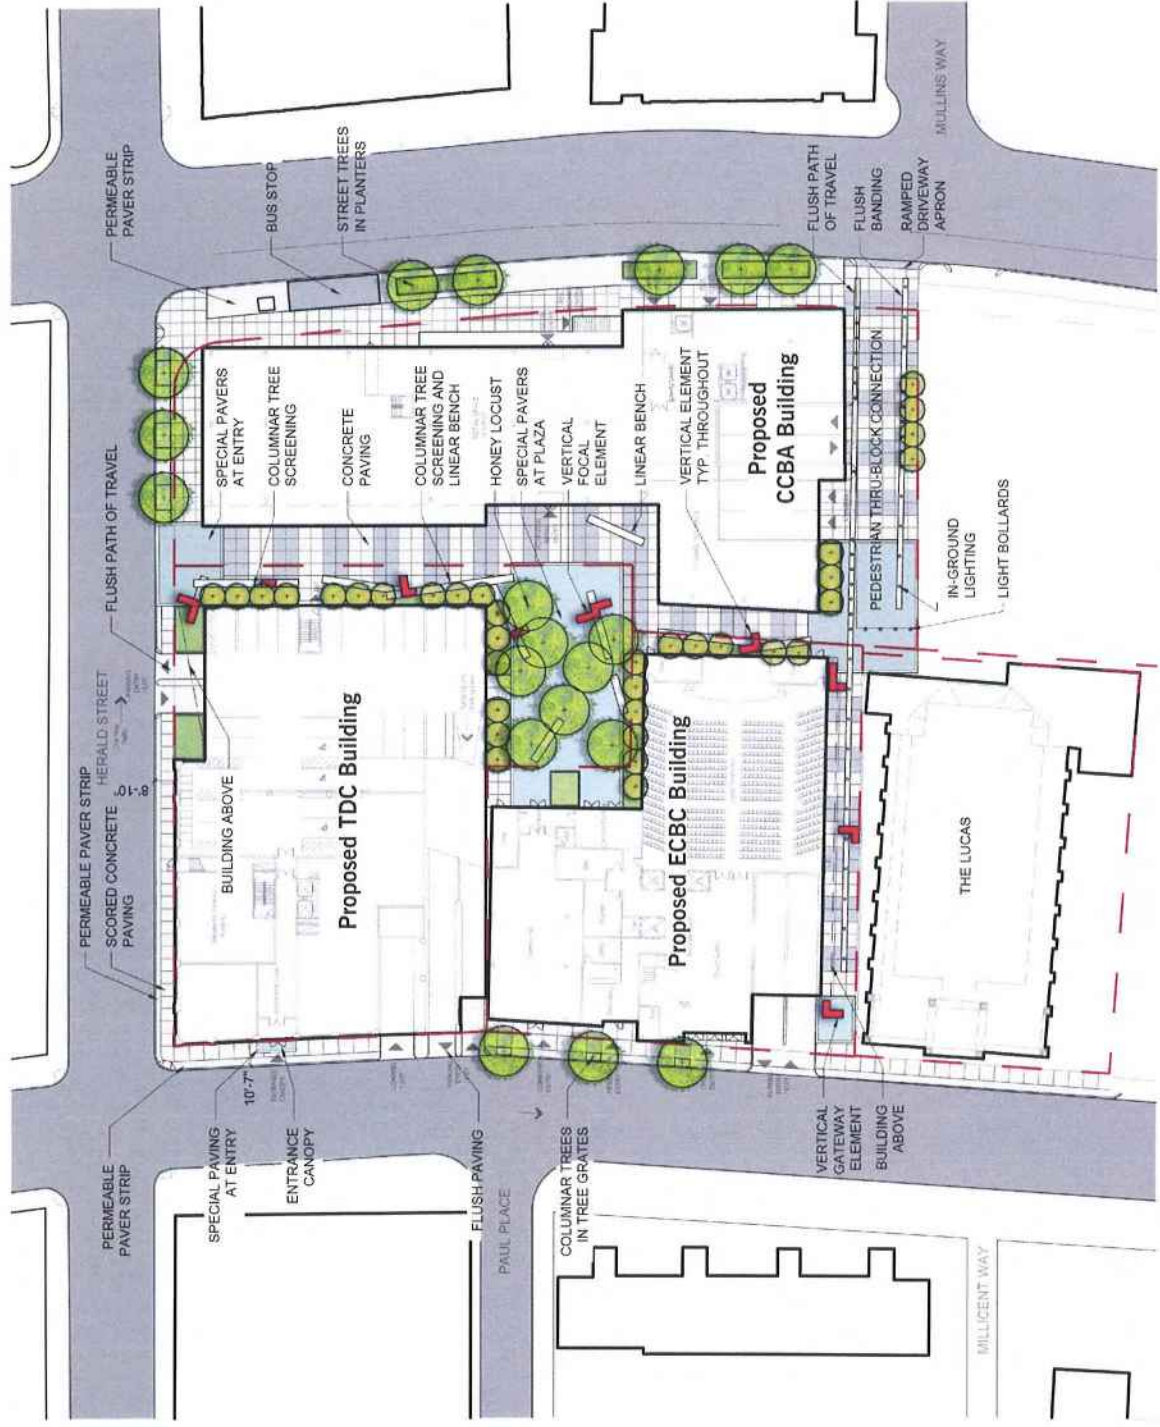 PERMEABLE
PAVER STRIP
BUS STOP
STREET TREES
IN PLANTERS
FLUSH PATH
OF TRAVEL
FLUSH
BANDING
RAMPED
DRIVEWAY
APRON
MULLINS WAY
FLUSH PATH OF TRAVEL
SPECIAL PAVERS
AT ENTRY
COLUMNAR TREE
SCREENING
CONCRETE
PAVING
COLUMNAR TREE
SCREENING AND
LINEAR BENCH
HONEY LOCUST
SPECIAL PAVERS
AT PLAZA
VERTICAL
FOCAL
ELEMENT
LINEAR BENCH
VERTICAL ELEMENT
TYP. THROUGHOUT
Proposed
CCBA Building
PEDESTRIAN THRU-BLOCK CONNECTION
IN-GROUND
LIGHTING
LIGHT BOLLARDS
PERMEABLE PAVER STRIP
SCORED CONCRETE
PAVING
HERALD STREET
8'-10"
BUILDING ABOVE
Proposed TDC Building
Proposed ECBC Building
THE LUCAS
PERMEABLE
PAVER STRIP
SPECIAL PAVING
AT ENTRY
10'-7"
ENTRANCE
CANOPY
FLUSH PAVING
PAUL PLACE
COLUMNAR TREES
IN TREE GRATES
VERTICAL
GATEWAY
ELEMENT
BUILDING
ABOVE
MILLICENT WAY